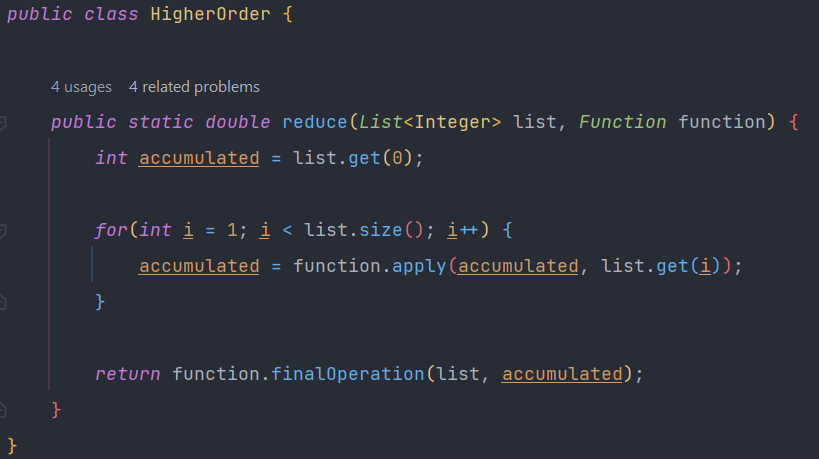 public class HigherOrder {
4 usages   4 related problems
public static double reduce(List<Integer> list, Function function) {
int accumulated = list.get(0);
for(int i = 1; i < list.size(); i++) {
accumulated = function.apply(accumulated, list.get(i));
}
return function.finalOperation(list, accumulated);
}
}